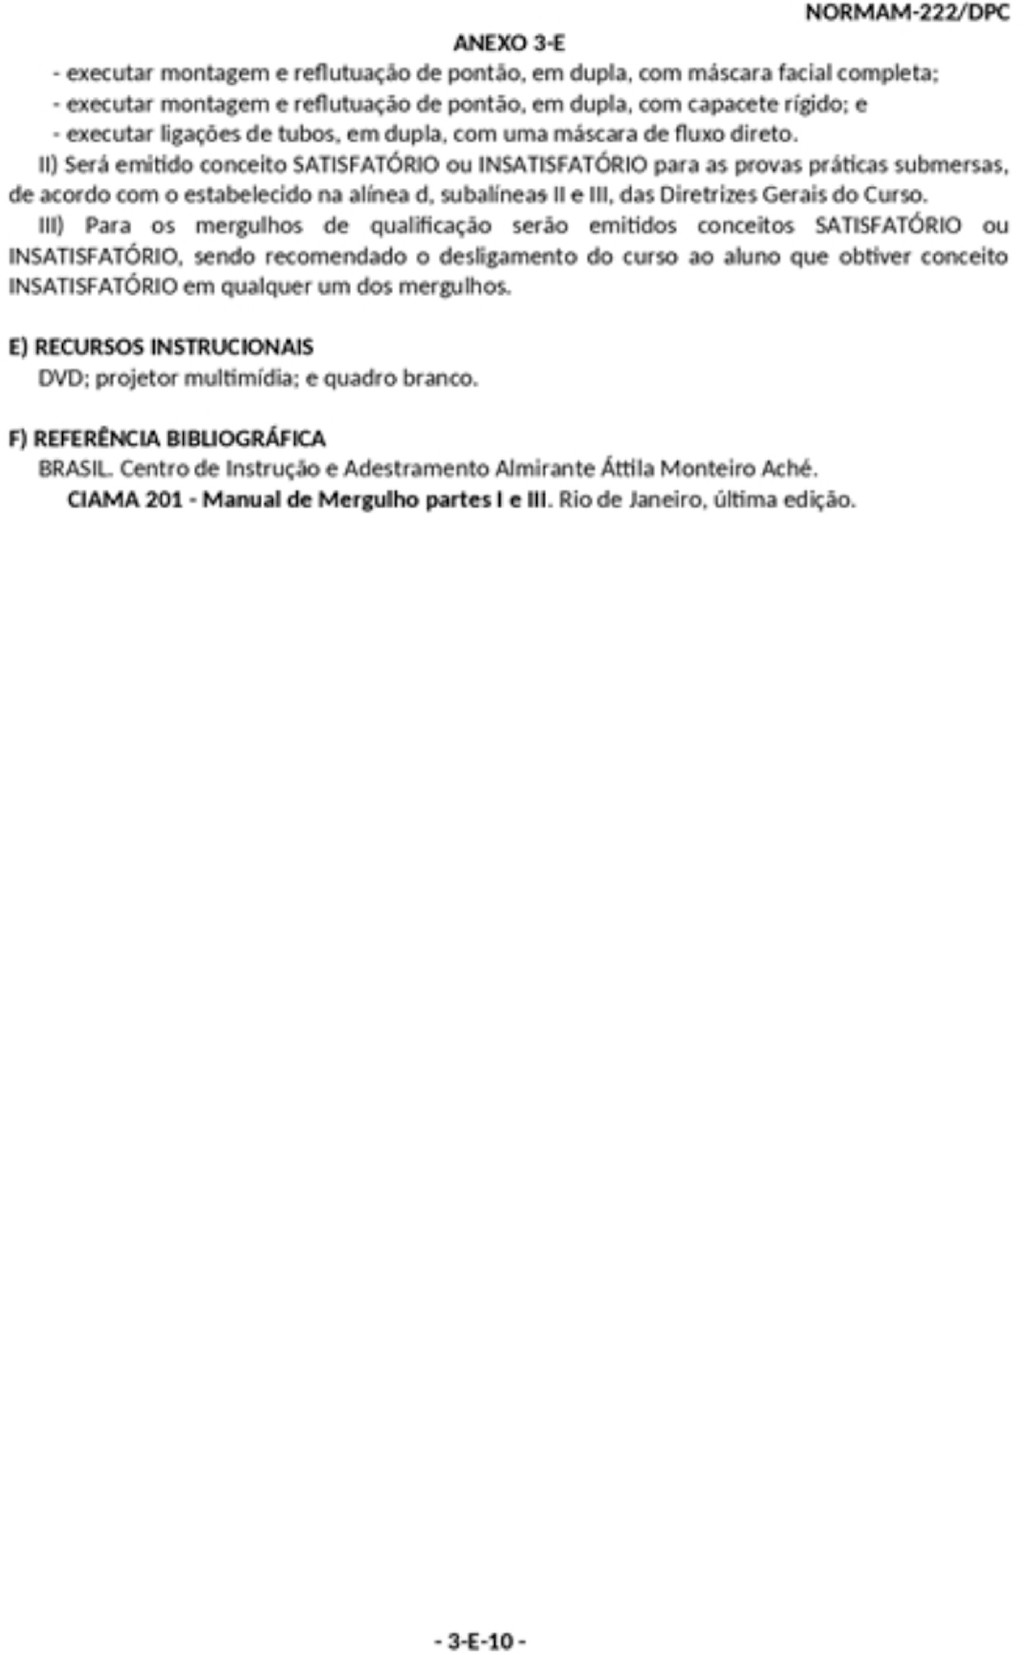 NORMAM-222/DPC
ANEXO 3-E
- executar montagem e reflutuação de pontão, em dupla, com máscara facial completa;
- executar montagem e reflutuação de pontão, em dupla, com capacete rígido; e
- executar ligações de tubos, em dupla, com uma máscara de fluxo direto.
II) Será emitido conceito SATISFATÓRIO ou INSATISFATÓRIO para as provas práticas submersas,
de acordo com o estabelecido na alínea d, subalíneas II e III, das Diretrizes Gerais do Curso.
III) Para os mergulhos de qualificação serão emitidos conceitos SATISFATÓRIO ou
INSATISFATÓRIO, sendo recomendado o desligamento do curso ao aluno que obtiver conceito
INSATISFATÓRIO em qualquer um dos mergulhos.
E) RECURSOS INSTRUCIONAIS
DVD; projetor multimídia; e quadro branco.
F) REFERÊNCIA BIBLIOGRÁFICA
BRASIL. Centro de Instrução e Adestramento Almirante Áttila Monteiro Aché.
CIAMA 201 - Manual de Mergulho partes I e III. Rio de Janeiro, última edição.
- 3-E-10 -